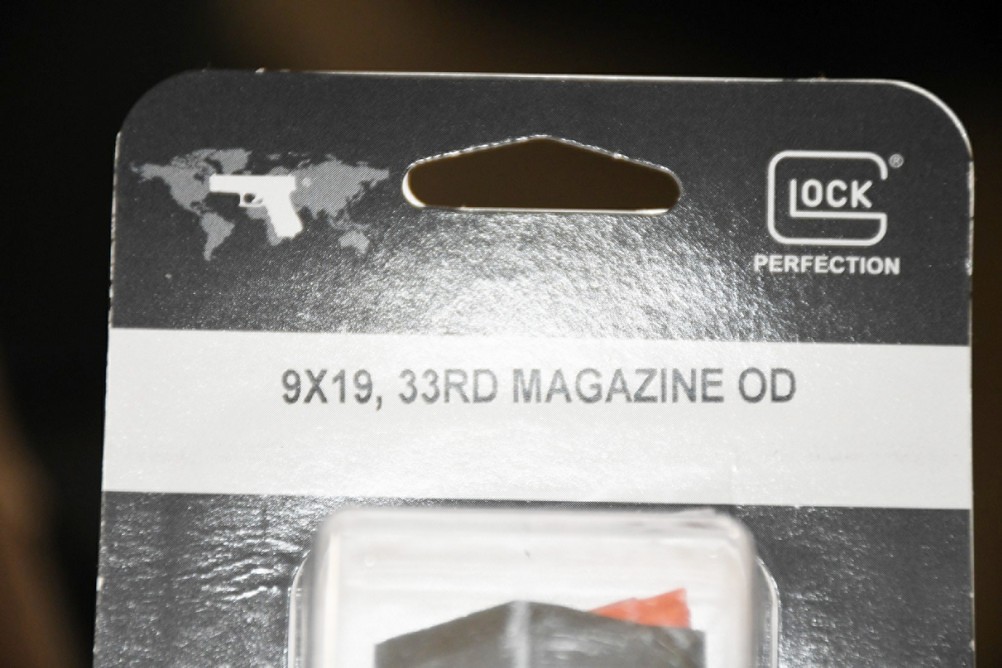 GLOCK ®
PERFECTION
9X19, 33RD MAGAZINE OD